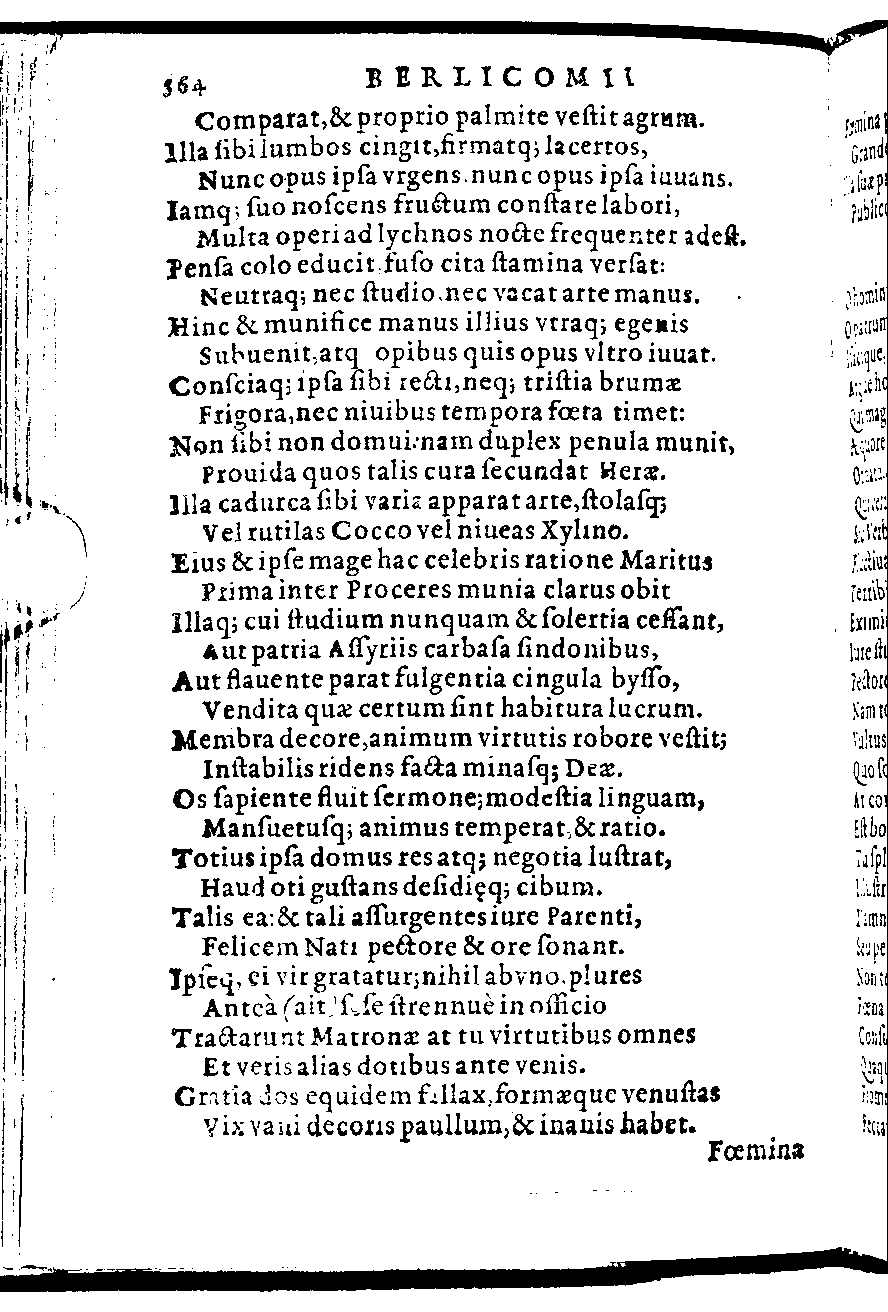 364 BERLICOMII
Comparat,& proprio palmite veſtit agrum.
Illa ſibi lumbos cingit,firmatq; lacertos,
Nunc opus ipſa vrgens.nunc opus ipſa iuuans.
Iamq; ſuo noſcens fructum conſtare labori,
Multa operi ad lychnos nocte frequenter adeſt.
Penſa colo educit.fuſo cita ſtamina verſat:
Neutraq; nec ſtudio.nec vacat arte manus.
Hinc & munifice manus illius vtraq; egenis
Subuenit,atq opibus quis opus vltro iuuat.
Conſciaq; ipſa ſibi recti,neq; triſtia brumæ
Frigora,nec niuibus tempora fœta timet:
Non ſibi non domui:nam duplex penula munit,
Prouida quos talis cura ſecundat Heræ.
Illa cadurca ſibi varia apparat arte,ſtolaſq;
Vel rutilas Cocco vel niueas Xylino.
Eius & ipſe mage hac celebris ratione Maritus
Prima inter Proceres munia clarus obit
Illaq; cui ſtudium nunquam & ſolertia ceſſant,
Aut patria Aſſyriis carbaſa ſindonibus,
Aut flauente parat fulgentia cingula byſſo,
Vendita quæ certum ſint habitura lucrum.
Membra decore,animum virtutis robore veſtit;
Inſtabilis ridens facta minaſq; Deæ.
Os ſapiente fluit ſermone;modeſtia linguam,
Manſuetuſq; animus temperat,& ratio.
Totius ipſa domus res atq; negotia luſtrat,
Haud oti guſtans deſidięq; cibum.
Talis ea:& tali aſſurgentes iure Parenti,
Felicem Nati pectore & ore ſonant.
Ipſeq, ei vir gratatur;nihil ab vno.plures
Anteà (ait) ſeſe ſtrennuè in officio
Tractarunt Matronæ at tu virtutibus omnes
Et veris alias dotibus ante venis.
Gratia dos equidem fallax,formæque venuſtas
Vix vani decoris paullum,& inanis habet.
Fœmina